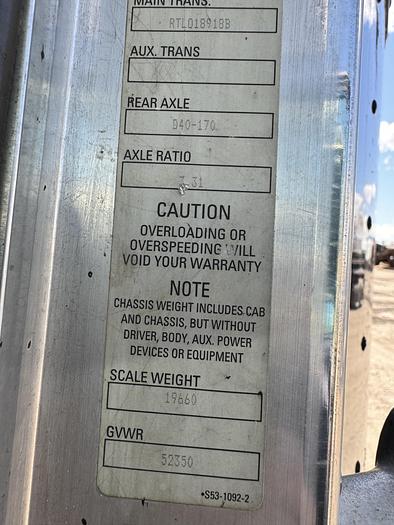 MAIN TRANS.
RTLO18918B
AUX. TRANS
REAR AXLE
D40-170
AXLE RATIO
3.31
CAUTION
OVERLOADING OR
OVERSPEEDING WILL
VOID YOUR WARRANTY
NOTE
CHASSIS WEIGHT INCLUDES CAB
AND CHASSIS, BUT WITHOUT
DRIVER, BODY, AUX. POWER
DEVICES OR EQUIPMENT
SCALE WEIGHT
19660
GVWR
52350
•S53-1092-2